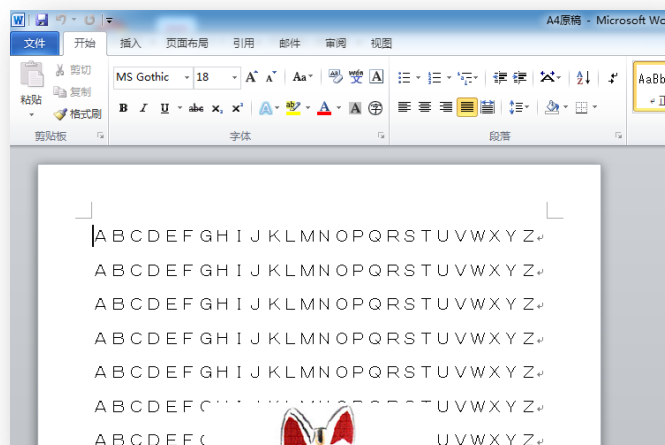 A4原稿 - Microsoft Wo
文件 开始 插入 页面布局 引用 邮件 审阅 视图
剪切
复制
粘贴 格式刷
MS Gothic 18
剪贴板 字体 段落
AaBb
ABCDEFGHIJKLMNOPQRSTUVWXYZ
ABCDEFGHIJKLMNOPQRSTUVWXYZ
ABCDEFGHIJKLMNOPQRSTUVWXYZ
ABCDEFGHIJKLMNOPQRSTUVWXYZ
ABCDEFGHIJKLMNOPQRSTUVWXYZ
ABCDEF UVWXYZ
ABCDEF UVWXYZ